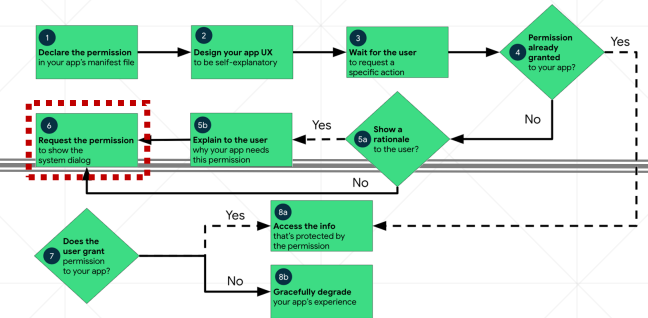 1
Declare the permission
in your app's manifest file
2
Design your app UX
to be self-explanatory
3
Wait for the user
to request a
specific action
4
Permission
already
granted
to your app?
Yes
No
5a
Show a
rationale
to the user?
Yes
5b
Explain to the user
why your app needs
this permission
6
Request the permission
to show the
system dialog
No
7
Does the
user grant
permission
to your app?
Yes
8a
Access the info
that's protected by
the permission
No
8b
Gracefully degrade
your app's experience